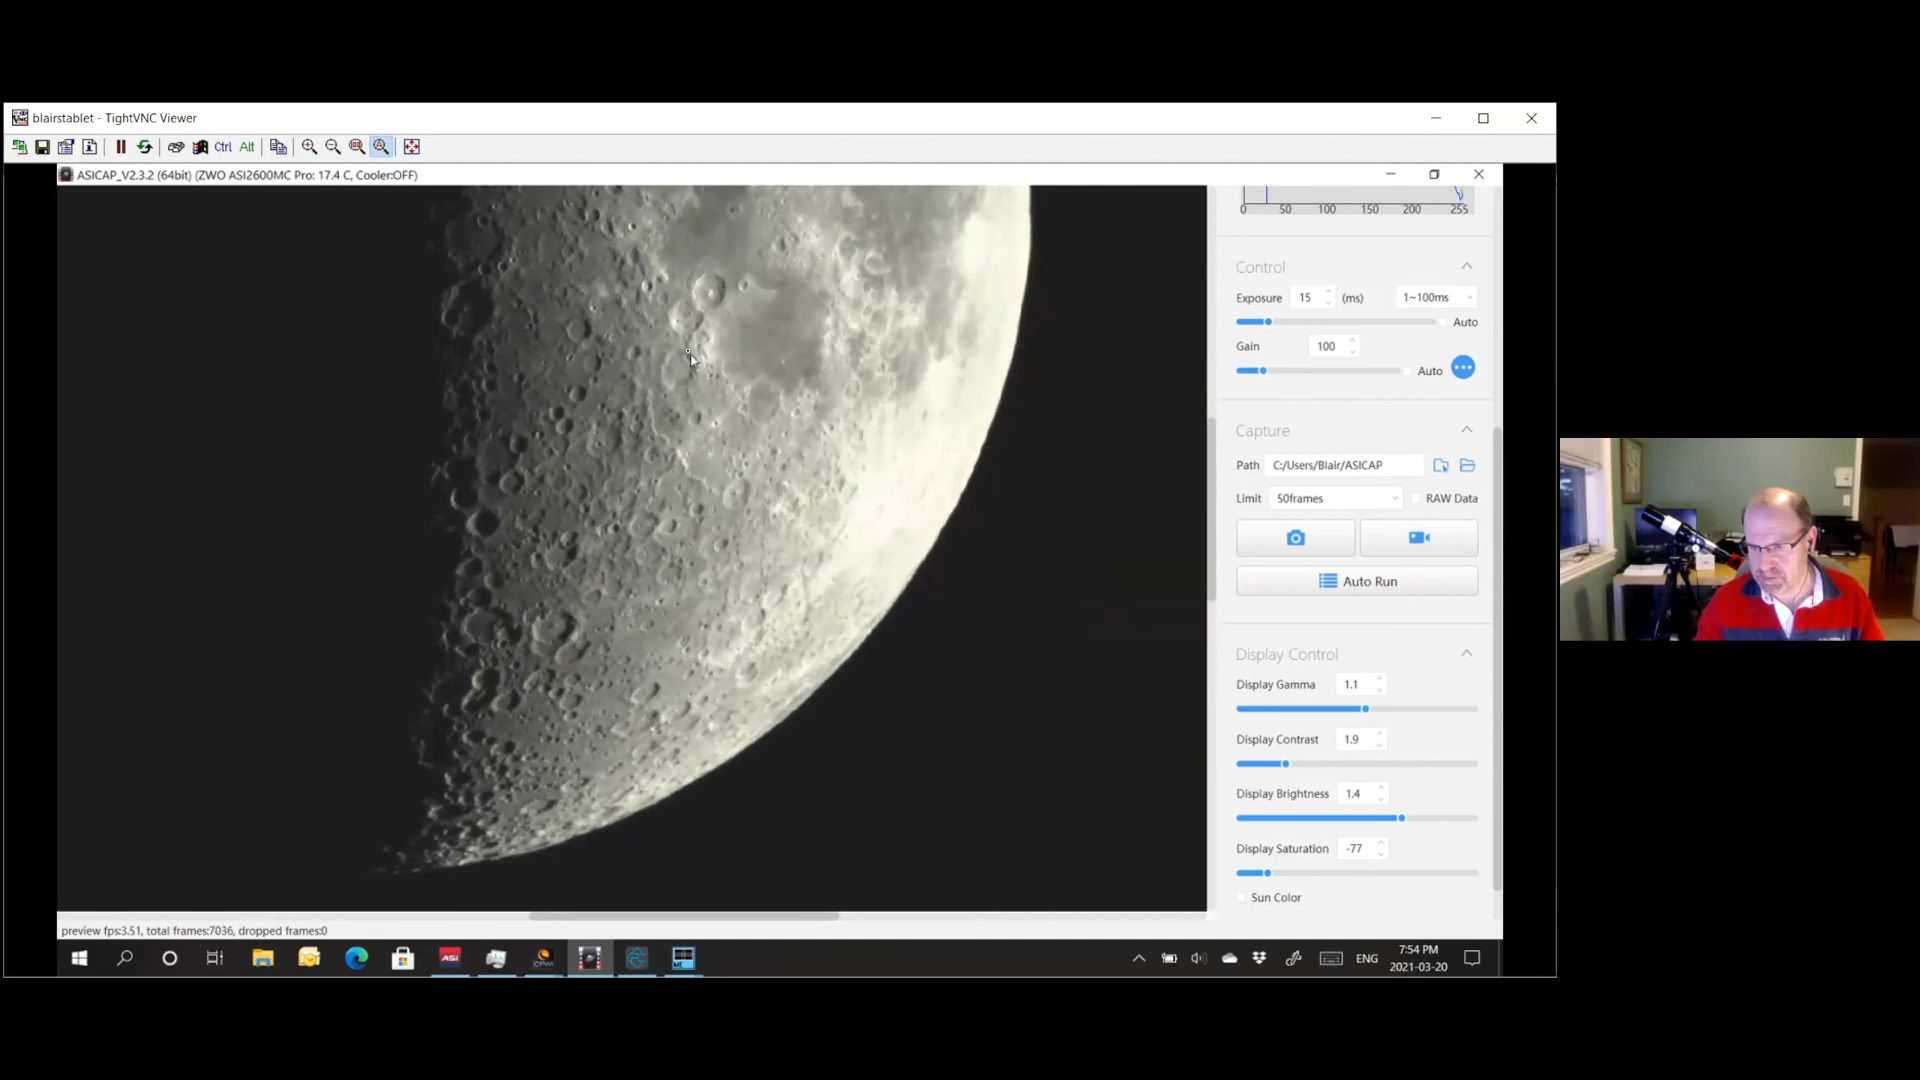 blairstablet - TightVNC Viewer
Ctrl Alt
ASICAP_V2.3.2 (64bit) (ZWO ASI2600MC Pro: 17.4 C, Cooler:OFF)
0 50 100 150 200 255
Control
Exposure 15 (ms) 1~100ms
Auto
Gain 100
Auto
Capture
Path C:/Users/Blair/ASICAP
Limit 50frames RAW Data
Auto Run
Display Control
Display Gamma 1.1
Display Contrast 1.9
Display Brightness 1.4
Display Saturation -77
Sun Color
preview fps:3.51, total frames:7036, dropped frames:0
ASI
CPWI
ENG
7:54 PM
2021-03-20